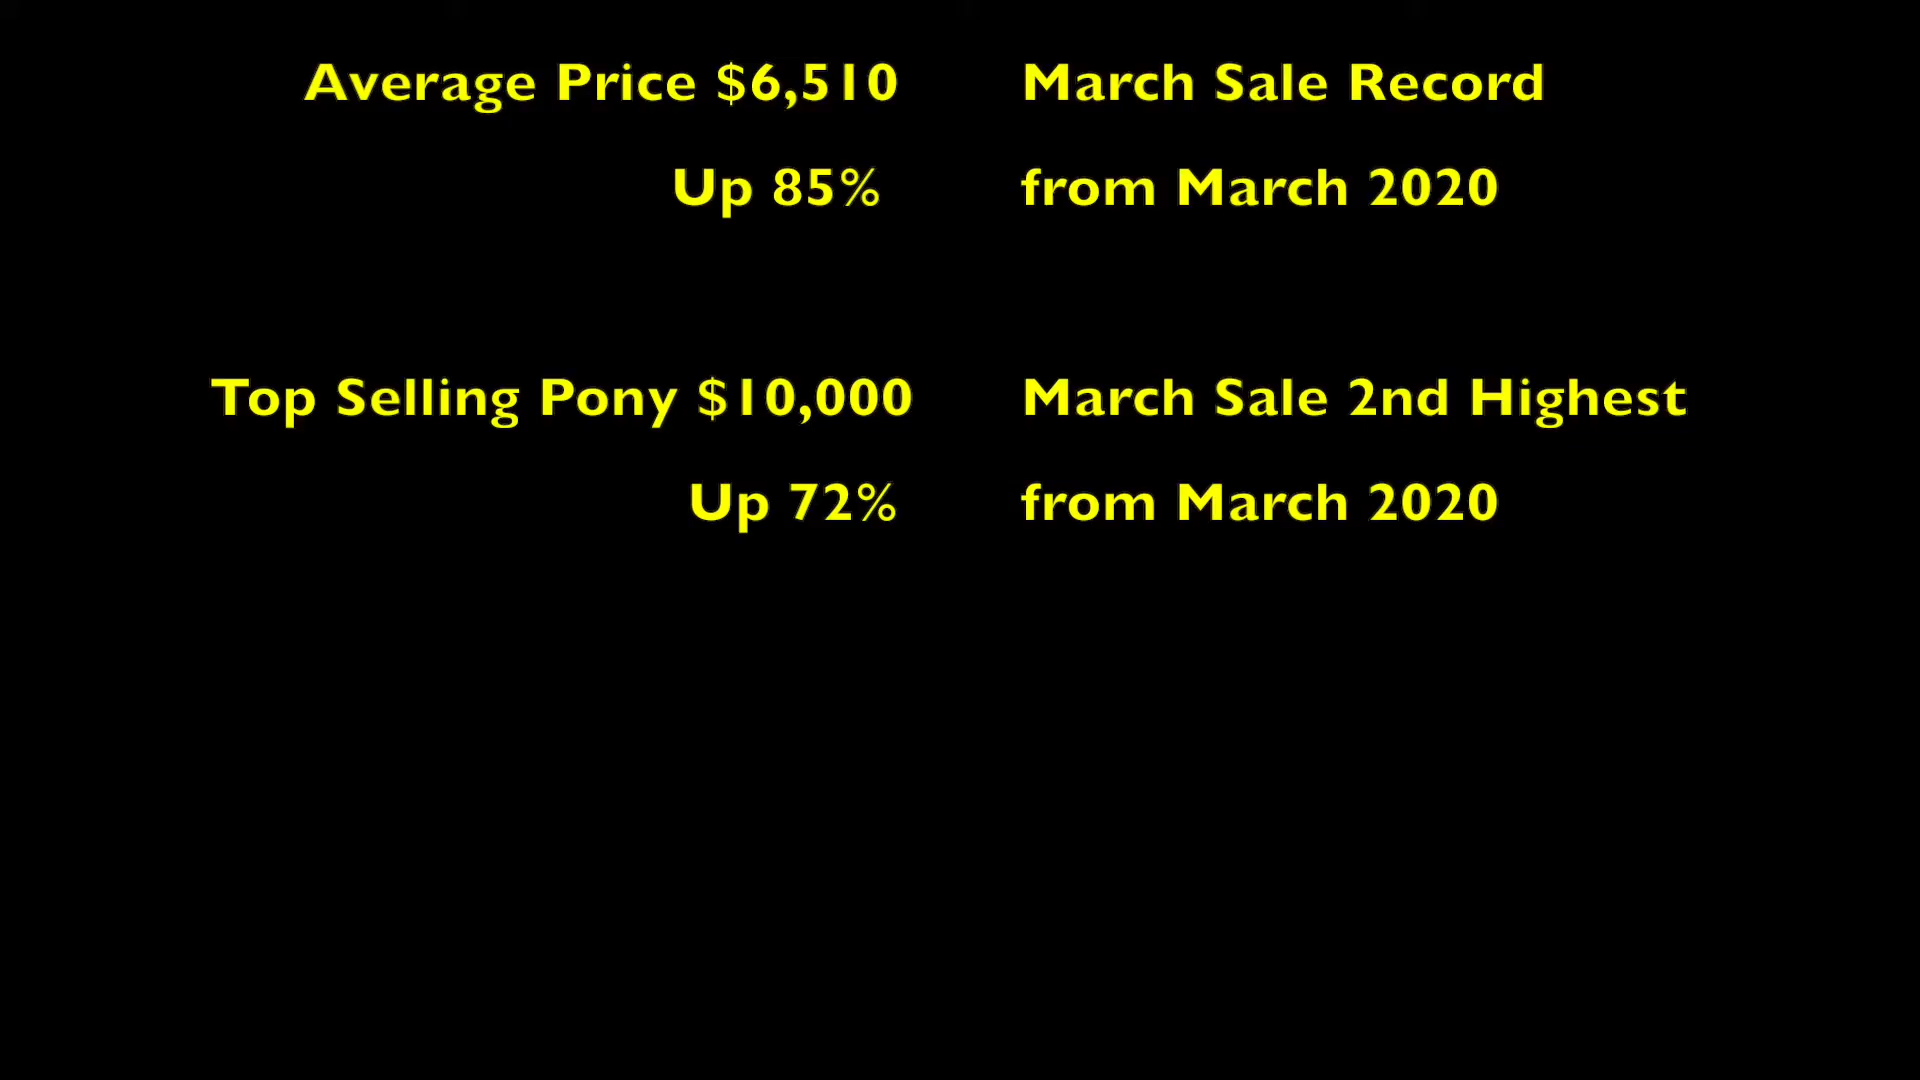 Average Price $6,510 March Sale Record
Up 85% from March 2020
Top Selling Pony $10,000 March Sale 2nd Highest
Up 72% from March 2020